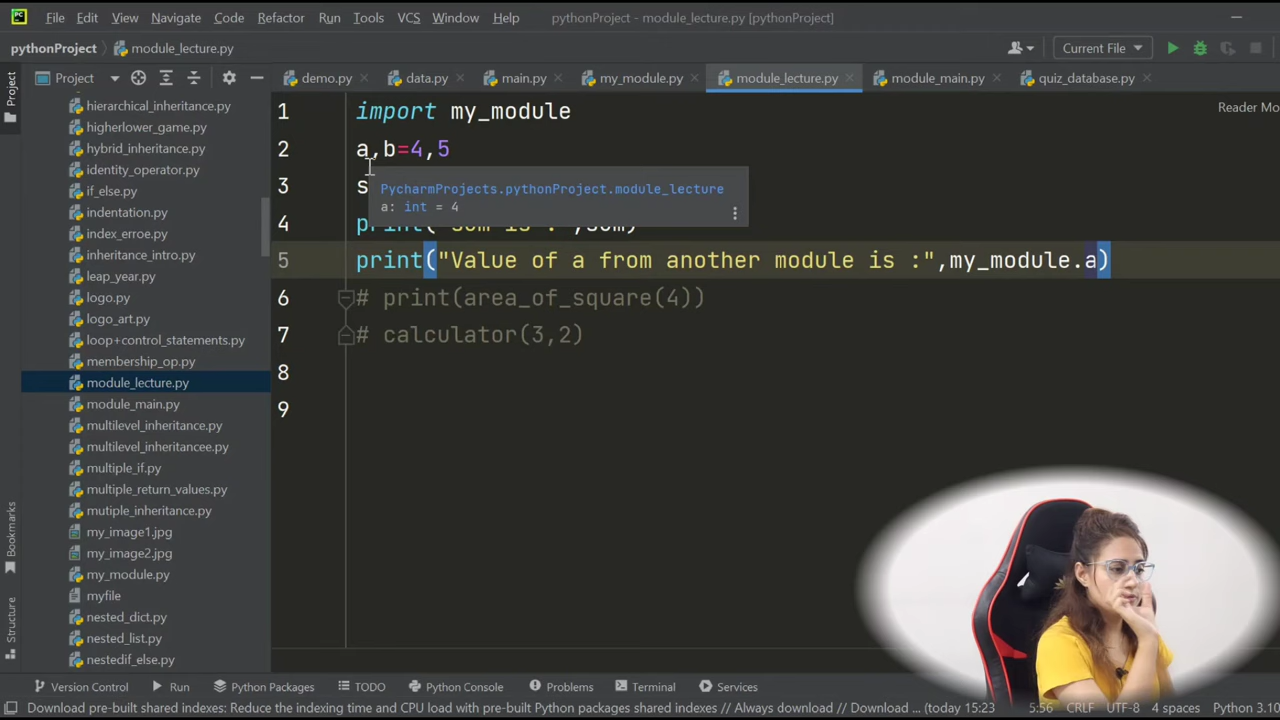 File Edit View Navigate Code Refactor Run Tools VCS Window Help pythonProject - module_lecture.py [pythonProject]
pythonProject module_lecture.py Current File
Project demo.py data.py main.py my_module.py module_lecture.py module_main.py quiz_database.py
Project
Bookmarks
Structure
hierarchical_inheritance.py
higherlower_game.py
hybrid_inheritance.py
identity_operator.py
if_else.py
indentation.py
index_erroe.py
inheritance_intro.py
leap_year.py
logo.py
logo_art.py
loop+control_statements.py
membership_op.py
module_lecture.py
module_main.py
multilevel_inheritance.py
multilevel_inheritancee.py
multiple_if.py
multiple_return_values.py
mutiple_inheritance.py
my_image1.jpg
my_image2.jpg
my_module.py
myfile
nested_dict.py
nested_list.py
nestedif_else.py
Reader Mo
1 import my_module
2 a,b=4,5
3 s
PycharmProjects.pythonProject.module_lecture
a: int = 4
4 print("Sum is :",sum)
5 print("Value of a from another module is :",my_module.a)
6 # print(area_of_square(4))
7 # calculator(3,2)
8
9
Version Control Run Python Packages TODO Python Console Problems Terminal Services
Download pre-built shared indexes: Reduce the indexing time and CPU load with pre-built Python packages shared indexes // Always download // Download ... (today 15:23 5:56 CRLF UTF-8 4 spaces Python 3.10